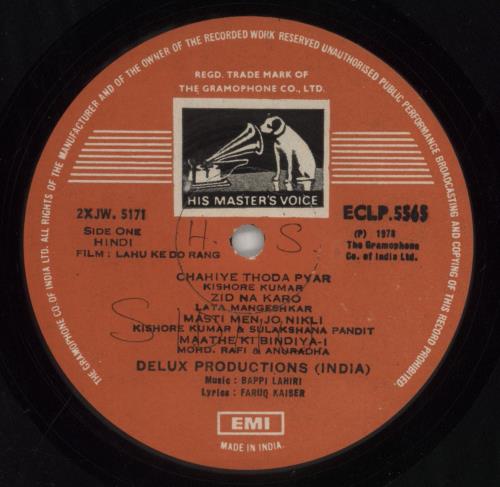 THE GRAMOPHONE CO. OF INDIA LTD. ALL RIGHTS OF THE MANUFACTURER AND OF THE OWNER OF THE RECORDED WORK RESERVED UNAUTHORISED PUBLIC PERFORMANCE BROADCASTING AND COPYING OF THIS RECORD PROHIBITED.
REGD. TRADE MARK OF
THE GRAMOPHONE CO., LTD.
HIS MASTER'S VOICE
2XJW. 5171
SIDE ONE
HINDI
FILM : LAHU KE DO RANG
ECLP.5565
(P) 1978
The Gramophone
Co. of India Ltd.
H. S.
CHAHIYE THODA PYAR
KISHORE KUMAR
ZID NA KARO
LATA MANGESHKAR
MASTI MEN, JO, NIKLI
KISHORE KUMAR & SULAKSHANA PANDIT
MAATHE KI BINDIYA-I
MOHD. RAFI & ANURADHA
DELUX PRODUCTIONS (INDIA)
Music : BAPPI LAHIRI
Lyrics : FARUQ KAISER
EMI
MADE IN INDIA.